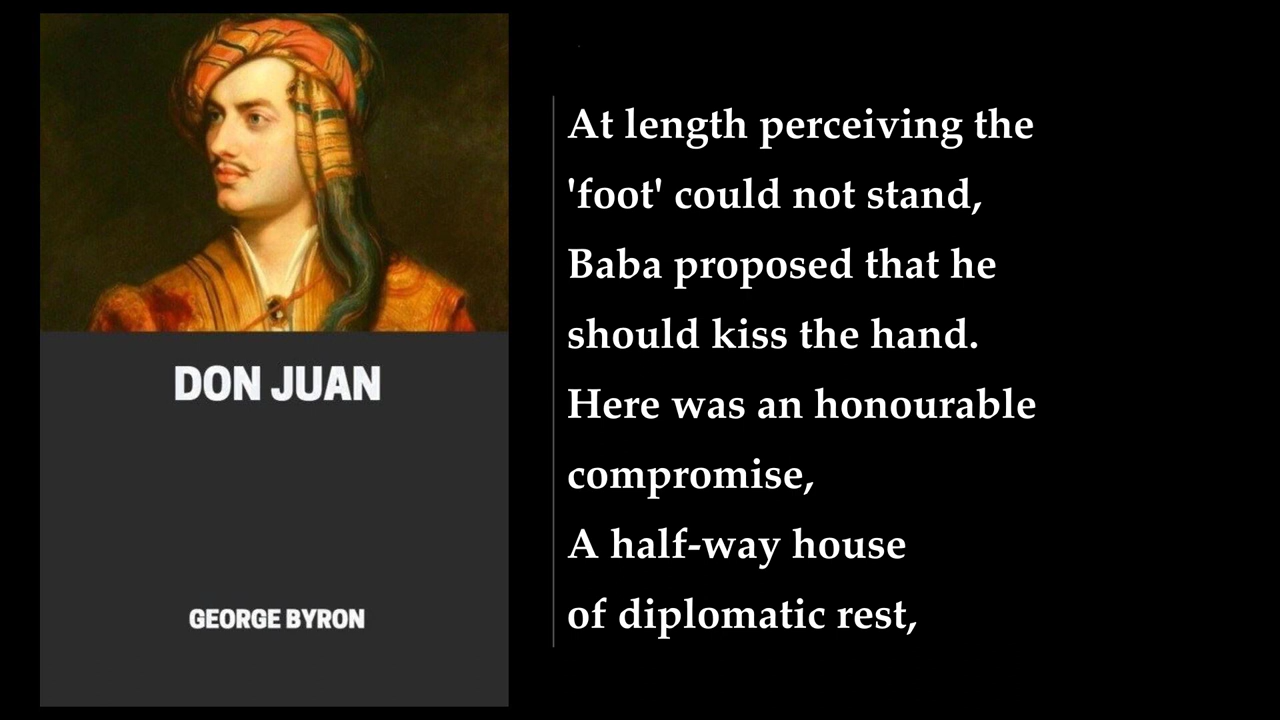 DON JUAN
GEORGE BYRON
At length perceiving the
'foot' could not stand,
Baba proposed that he
should kiss the hand.
Here was an honourable
compromise,
A half-way house
of diplomatic rest,